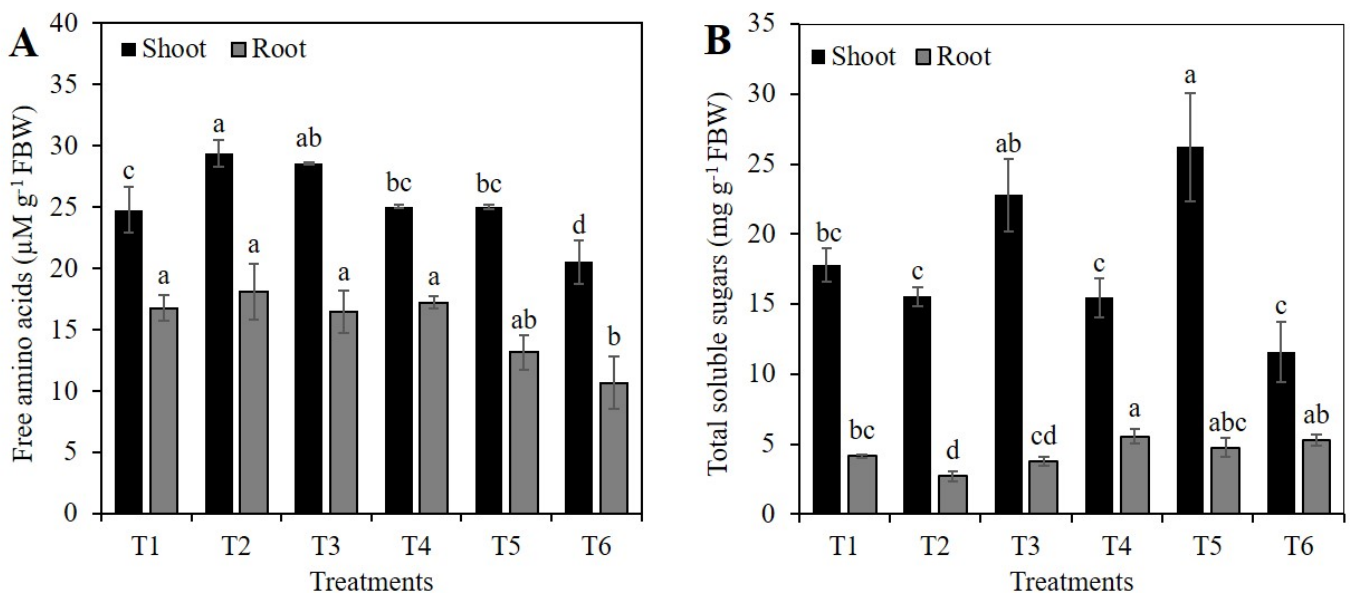 A
Shoot Root
Free amino acids (µM g-1 FBW)
40
35
30
25
20
15
10
5
0
c
a
ab
bc
bc
d
a
a
a
a
ab
b
T1 T2 T3 T4 T5 T6
Treatments
B
Shoot Root
Total soluble sugars (mg g-1 FBW)
35
30
25
20
15
10
5
0
bc
c
ab
c
a
c
bc
d
cd
a
abc
ab
T1 T2 T3 T4 T5 T6
Treatments